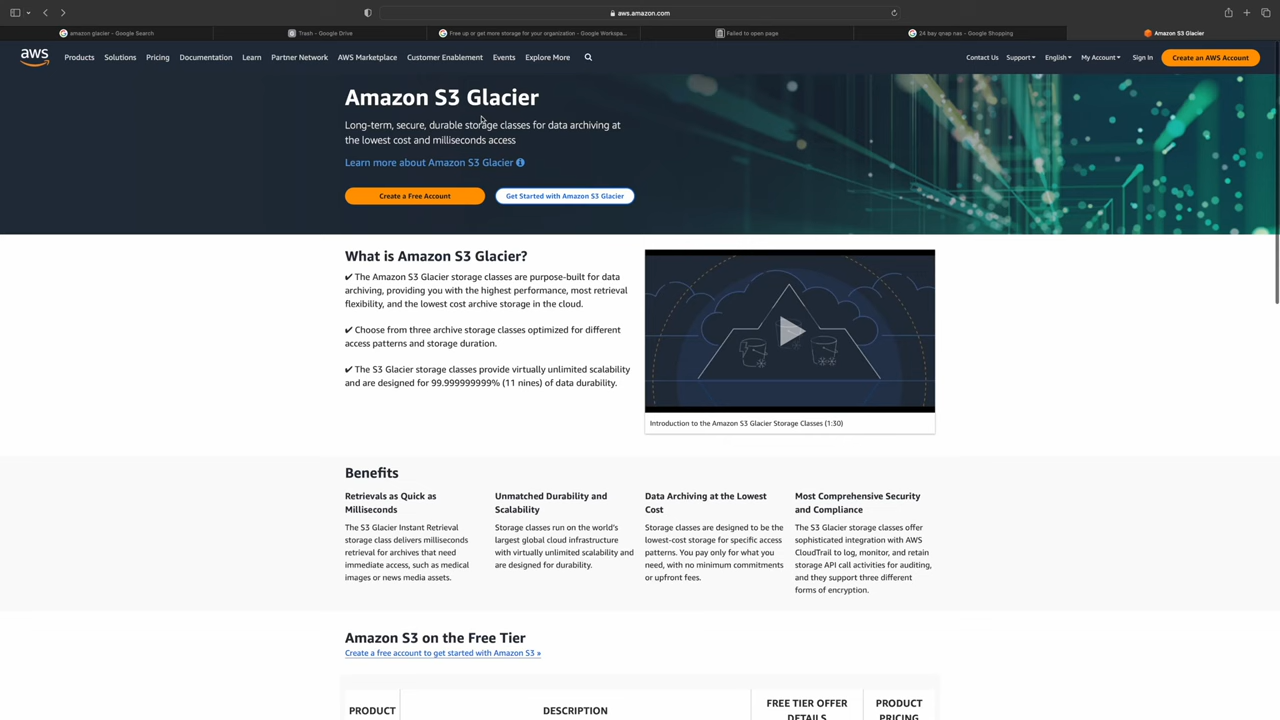 aws.amazon.com
amazon glacier - Google Search
Trash - Google Drive
Free up or get more storage for your organization - Google Workspa...
Failed to open page
24 bay qnap nas - Google Shopping
Amazon S3 Glacier
aws
Products Solutions Pricing Documentation Learn Partner Network AWS Marketplace Customer Enablement Events Explore More
Contact Us Support English My Account Sign In Create an AWS Account
Amazon S3 Glacier
Long-term, secure, durable storage classes for data archiving at
the lowest cost and milliseconds access
Learn more about Amazon S3 Glacier
Create a Free Account
Get Started with Amazon S3 Glacier
What is Amazon S3 Glacier?
✔ The Amazon S3 Glacier storage classes are purpose-built for data
archiving, providing you with the highest performance, most retrieval
flexibility, and the lowest cost archive storage in the cloud.
✔ Choose from three archive storage classes optimized for different
access patterns and storage duration.
✔ The S3 Glacier storage classes provide virtually unlimited scalability
and are designed for 99.999999999% (11 nines) of data durability.
Introduction to the Amazon S3 Glacier Storage Classes (1:30)
Benefits
Retrievals as Quick as
Milliseconds
The S3 Glacier Instant Retrieval
storage class delivers milliseconds
retrieval for archives that need
immediate access, such as medical
images or news media assets.
Unmatched Durability and
Scalability
Storage classes run on the world's
largest global cloud infrastructure
with virtually unlimited scalability and
are designed for durability.
Data Archiving at the Lowest
Cost
Storage classes are designed to be the
lowest-cost storage for specific access
patterns. You pay only for what you
need, with no minimum commitments
or upfront fees.
Most Comprehensive Security
and Compliance
The S3 Glacier storage classes offer
sophisticated integration with AWS
CloudTrail to log, monitor, and retain
storage API call activities for auditing,
and they support three different
forms of encryption.
Amazon S3 on the Free Tier
Create a free account to get started with Amazon S3 »
PRODUCT
DESCRIPTION
FREE TIER OFFER
DETAILS
PRODUCT
PRICING